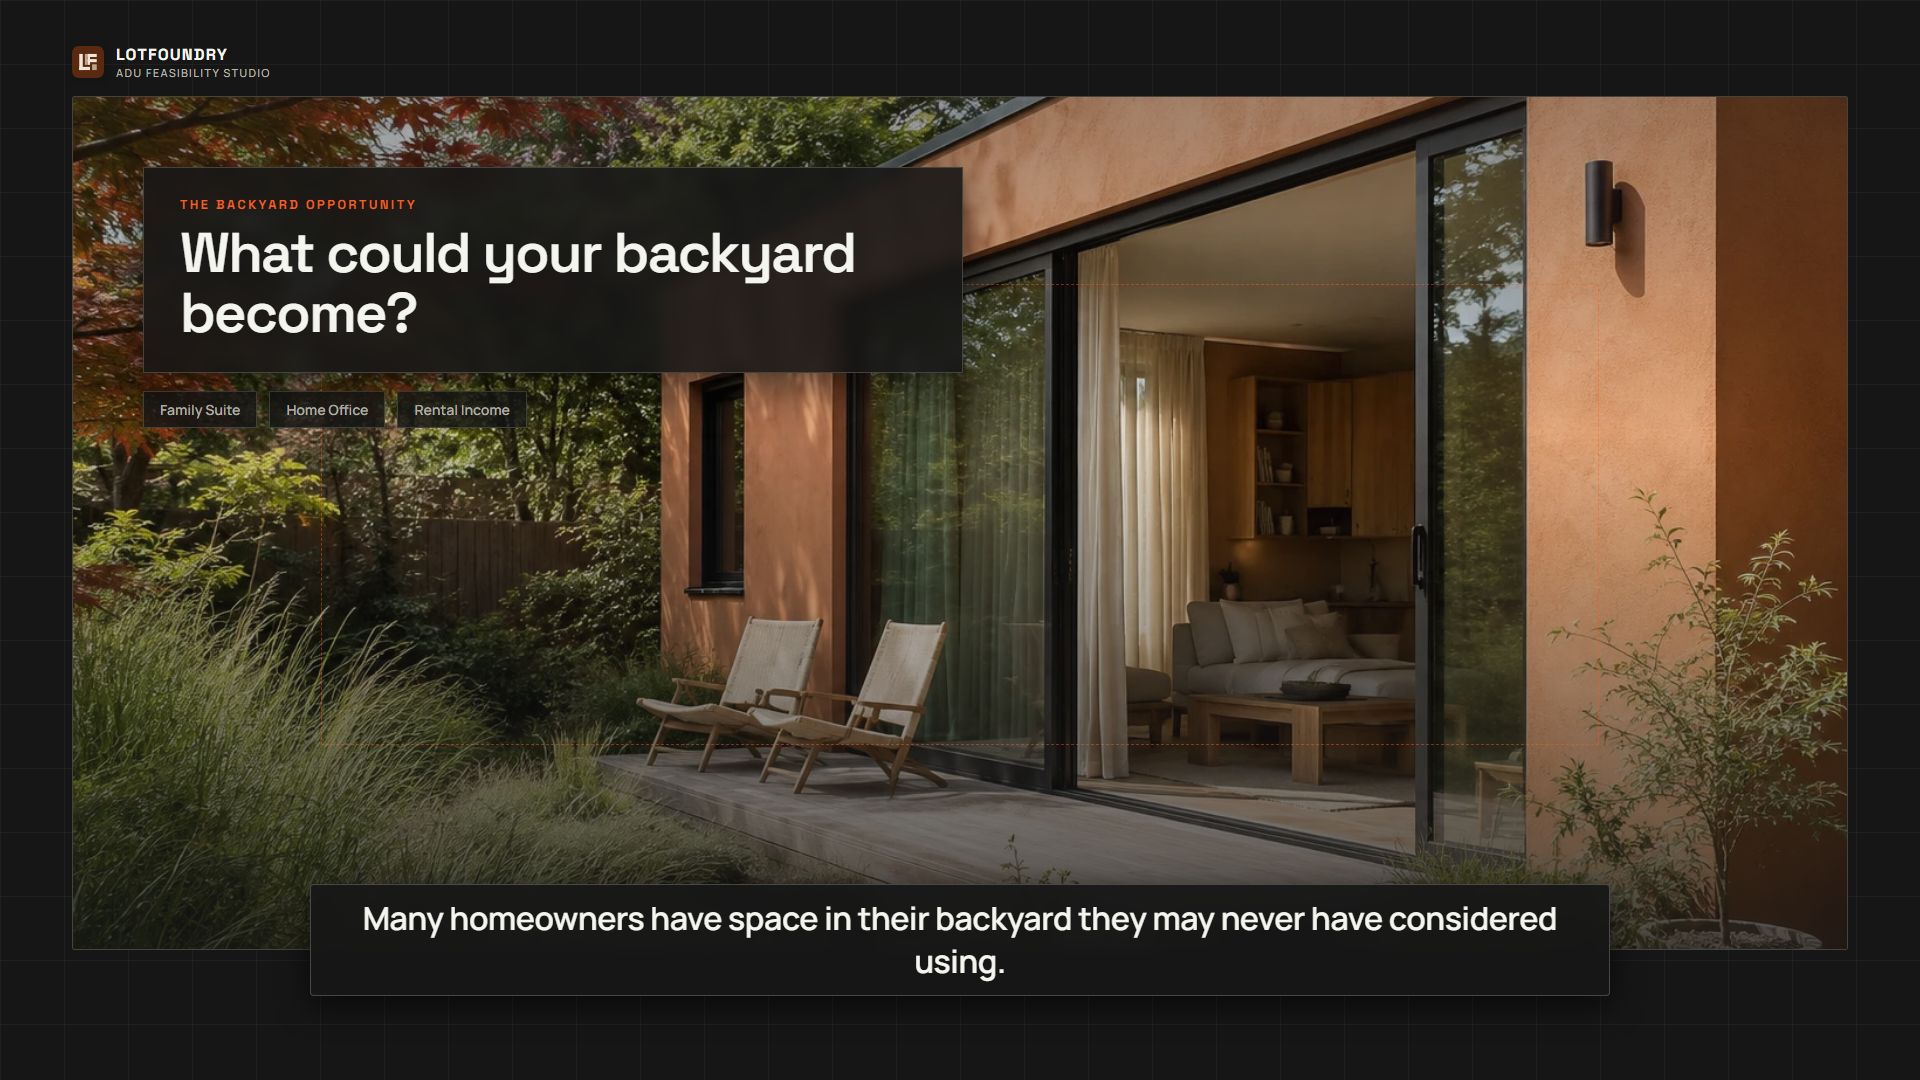 LF
LOTFOUNDRY
ADU FEASIBILITY STUDIO
THE BACKYARD OPPORTUNITY
What could your backyard
become?
Family Suite
Home Office
Rental Income
Many homeowners have space in their backyard they may never have considered
using.